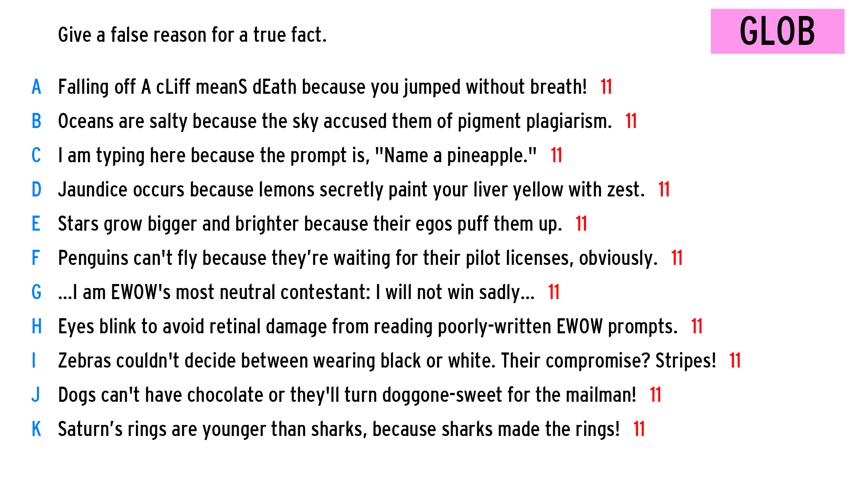 Give a false reason for a true fact.
GLOB
A Falling off A cLiff meanS dEath because you jumped without breath! 11
B Oceans are salty because the sky accused them of pigment plagiarism. 11
C I am typing here because the prompt is, "Name a pineapple." 11
D Jaundice occurs because lemons secretly paint your liver yellow with zest. 11
E Stars grow bigger and brighter because their egos puff them up. 11
F Penguins can't fly because they’re waiting for their pilot licenses, obviously. 11
G ...I am EWOW's most neutral contestant: I will not win sadly... 11
H Eyes blink to avoid retinal damage from reading poorly-written EWOW prompts. 11
I Zebras couldn't decide between wearing black or white. Their compromise? Stripes! 11
J Dogs can't have chocolate or they'll turn doggone-sweet for the mailman! 11
K Saturn’s rings are younger than sharks, because sharks made the rings! 11